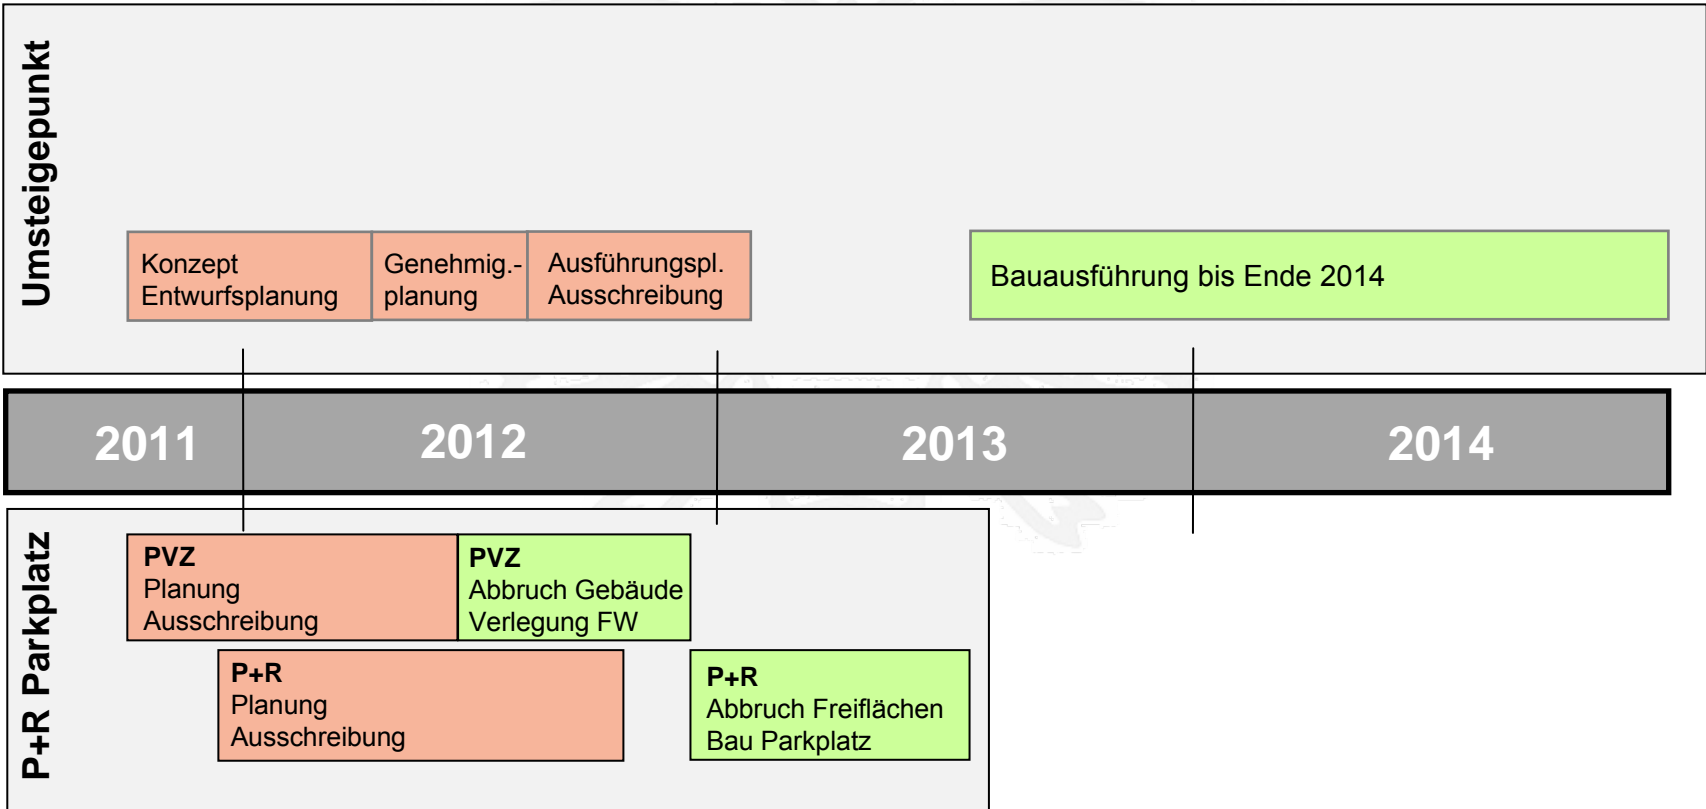 Umsteigepunkt
Konzept
Entwurfsplanung
Genehmig.-
planung
Ausführungspl.
Ausschreibung
Bauausführung bis Ende 2014
2011
2012
2013
2014
P+R Parkplatz
PVZ
Planung
Ausschreibung
PVZ
Abbruch Gebäude
Verlegung FW
P+R
Planung
Ausschreibung
P+R
Abbruch Freiflächen
Bau Parkplatz